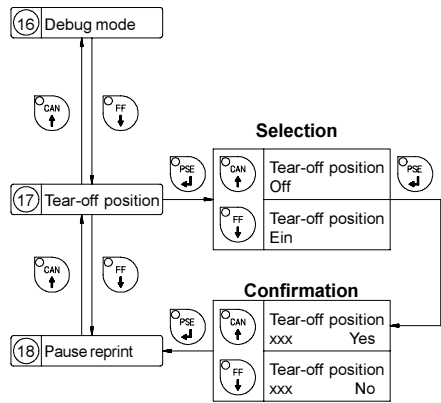 16 Debug mode
CAN FF
Selection
PSE CAN Tear-off position PSE
Off
17 Tear-off position
FF Tear-off position
Ein
CAN FF
Confirmation
PSE CAN Tear-off position
xxx Yes
18 Pause reprint
FF Tear-off position
xxx No